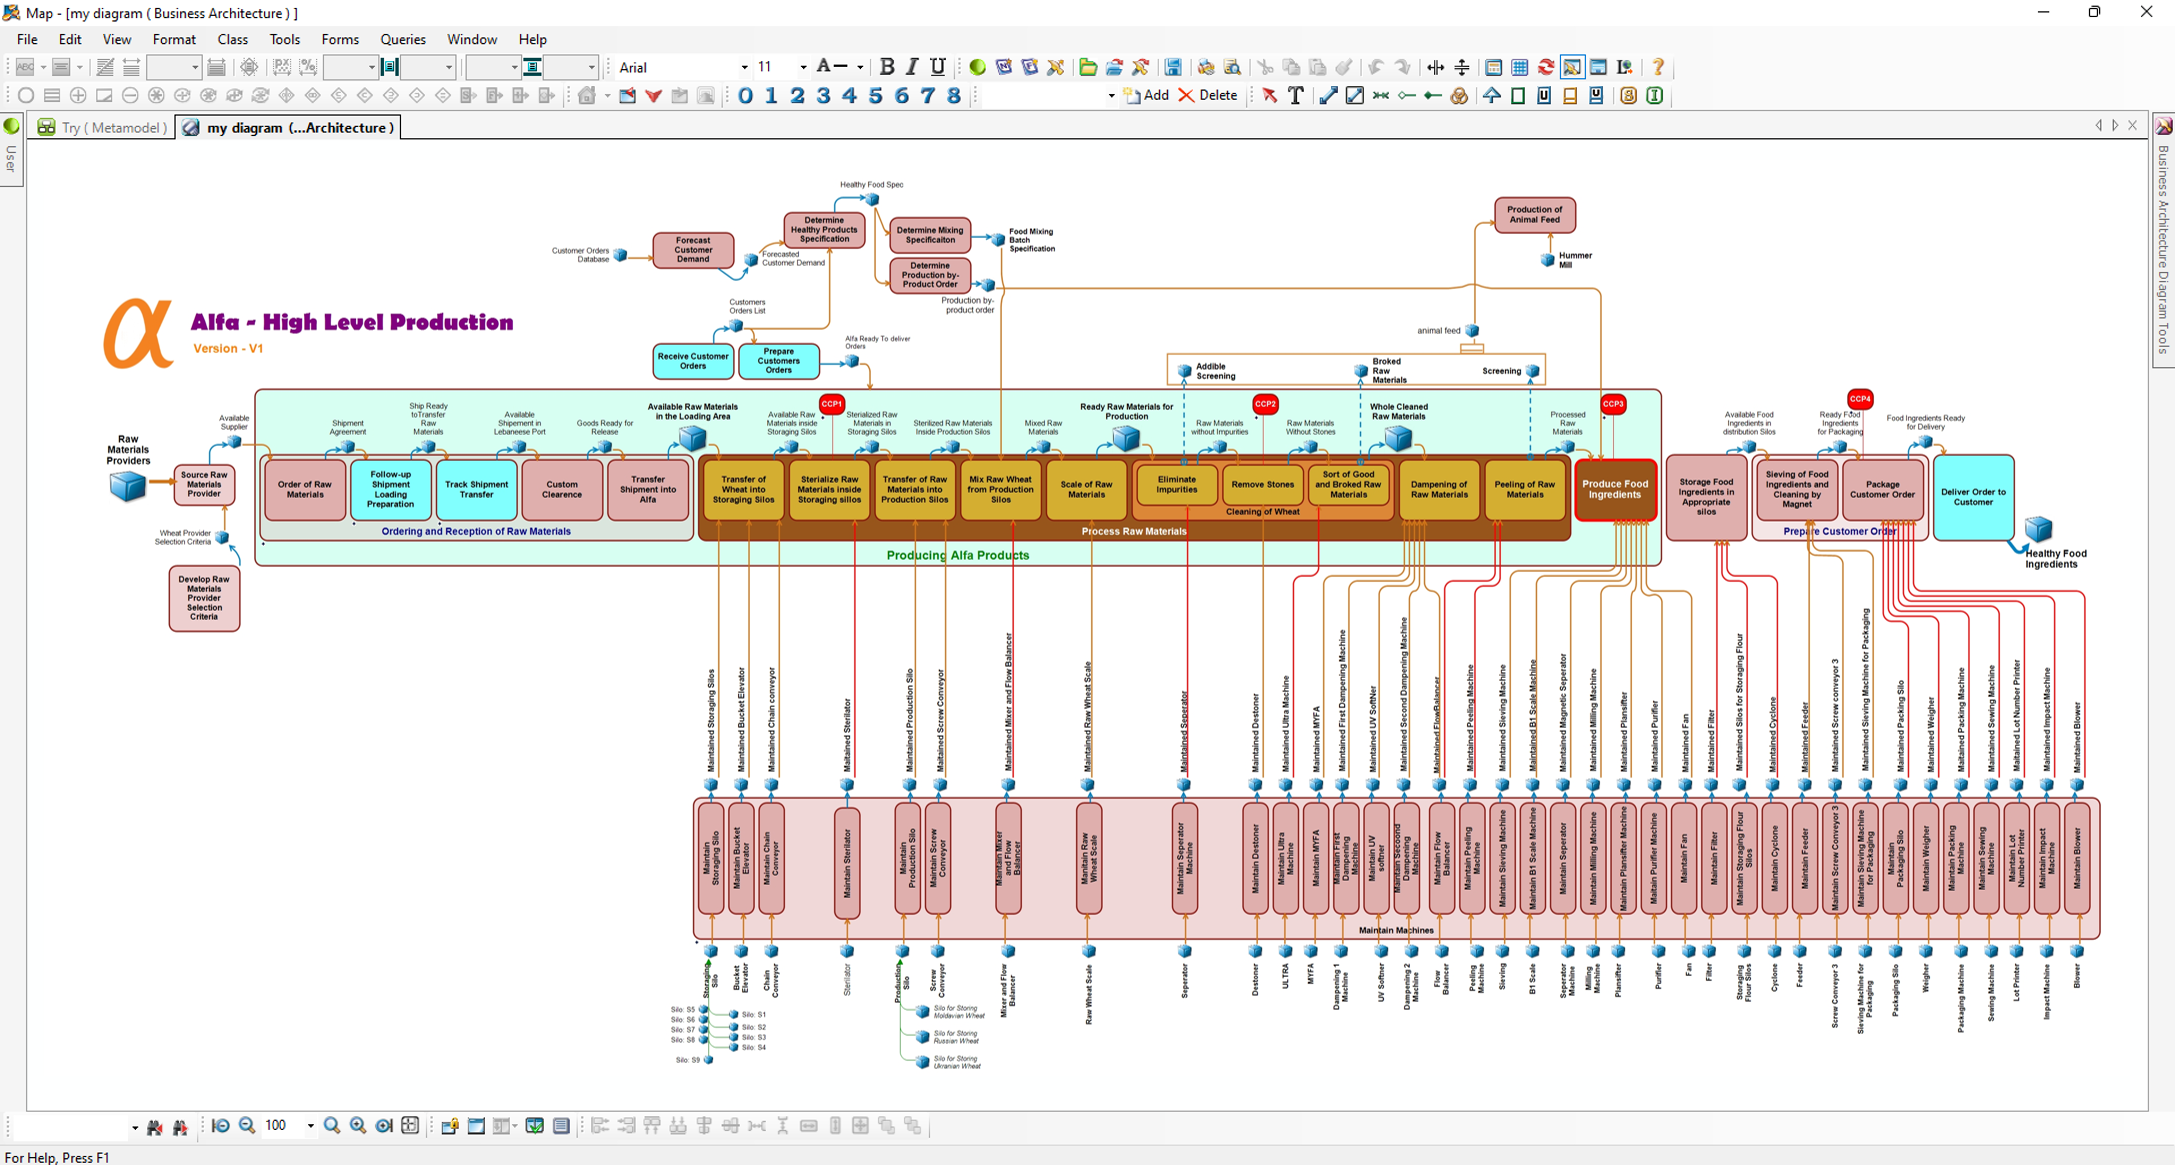 Map - [my diagram ( Business Architecture ) ]
File Edit View Format Class Tools Forms Queries Window Help
Arial 11
0 1 2 3 4 5 6 7 8 Add Delete
Try ( Metamodel ) my diagram (...Architecture )
User
Business Architecture Diagram Tools
Healthy Food Spec
Determine
Healthy Products
Specification
Production of
Animal Feed
Determine Mixing
Specificaiton
Food Mixing
Batch
Specification
Customer Orders
Database
Forecast
Customer
Demand
Forecasted
Customer Demand
Determine
Production by-
Product Order
Hummer
Mill
Production by-
product order
Customers
Orders List
α
Alfa - High Level Production
Version - V1
animal feed
Alfa Ready To deliver
Orders
Receive Customer
Orders
Prepare
Customers
Orders
Addible
Screening
Broked
Raw
Materials
Screening
CCP1
CCP2
CCP3
CCP4
Raw
Materials
Providers
Available
Supplier
Shipment
Agreement
Ship Ready
toTransfer
Raw
Materials
Available
Shipement in
Lebaneese Port
Goods Ready for
Release
Available Raw Materials
in the Loading Area
Available Raw
Materials inside
Storaging Silos
Sterialized Raw
Materials in
Storaging Silos
Sterilized Raw Materials
Inside Production Silos
Mixed Raw
Materials
Ready Raw Materials for
Production
Raw Materials
without Impurities
Raw Materials
Without Stones
Whole Cleaned
Raw Materials
Processed
Raw
Materials
Available Food
Ingredients in
distribution Silos
Ready Food
Ingredients
for Packaging
Food Ingredients Ready
for Delivery
Source Raw
Materials
Provider
Order of Raw
Materials
Follow-up
Shipment
Loading
Preparation
Track Shipment
Transfer
Custom
Clearence
Transfer
Shipment into
Alfa
Transfer of
Wheat into
Storaging Silos
Sterialize Raw
Materials inside
Storaging silos
Transfer of Raw
Materials into
Production Silos
Mix Raw Wheat
from Production
Silos
Scale of Raw
Materials
Eliminate
Impurities
Remove Stones
Sort of Good
and Broked Raw
Materials
Dampening of
Raw Materials
Peeling of Raw
Materials
Produce Food
Ingredients
Storage Food
Ingredients in
Appropriate
silos
Sieving of Food
Ingredients and
Cleaning by
Magnet
Package
Customer Order
Deliver Order to
Customer
Cleaning of Wheat
Ordering and Reception of Raw Materials
Process Raw Materials
Prepare Customer Order
Producing Alfa Products
Healthy Food
Ingredients
Wheat Provider
Selection Criteria
Develop Raw
Materials
Provider
Selection
Criteria
Maintained Storaging Silos
Maintained Bucket Elevator
Maintained Chain conveyor
Maitained Sterilator
Maintained Production Silo
Maintained Screw Conveyor
Maintained Mixer and Flow Balancer
Maintained Raw Wheat Scale
Maintained Seperator
Maintained Destoner
Maintained Ultra Machine
Maintained MYFA
Maintained First Dampening Machine
Maintained UV SoftNer
Maintained Second Dampening Machine
Maintained FlowBalancer
Maintained Peeling Machine
Maintained Sieving Machine
Maintained B1 Scale Machine
Maintained Magnetic Seperator
Maintained Milling Machine
Maintained Plansifter
Maintained Purifier
Maintained Fan
Maintained Filter
Maintained Silos for Storaging Flour
Maintained Cyclone
Maintained Feeder
Maintained Screw conveyor 3
Maintained Sieving Machine for Packaging
Maintained Packing Silo
Maintained Weigher
Maitained Packing Machine
Maintained Sewing Machine
Maitained Lot Number Printer
Maintained Impact Machine
Maintained Blower
Maintain
Storaging Silo
Maintain Bucket
Elevator
Maintain Chain
Conveyor
Maintain Sterilator
Maintain
Production Silo
Maintain Screw
Conveyor
Maintain Mixer
and Flow
Balancer
Manitain Raw
Wheat Scale
Maintain Seperator
Machine
Maintain Destoner
Maintain Ultra
Machine
Maintain MYFA
Maintain First
Dampening
Machine
Maintain UV
softner
Maintain Second
Dampening
Machine
Maintain Flow
Balancer
Maintain Peeling
Machine
Maintain Sieving Machine
Maintain B1 Scale Machine
Maintain Seperator
Maintain Milling Machine
Maintain Plansifter Machine
Maitain Purifier Machine
Maintain Fan
Maintain Filter
Maintain Storaging Flour
Silos
Maintain Cyclone
Maintain Feeder
Maintain Screw Conveyor 3
Maintain Sieving Machine
for Packaging
Maintain
Packaging Silo
Maintain Weigher
Maintain Packing
Machine
Maintain Sewing
Machine
Maintain Lot
Number Printer
Maintain Impact
Machine
Maintain Blower
Maintain Machines
Storaging
Silo
Bucket
Elevator
Chain
Conveyor
Sterilator
Production
Silo
Screw
Conveyor
Mixer and Flow
Balancer
Raw Wheat Scale
Seperator
Destoner
ULTRA
MYFA
Dampening 1
Machine
UV Softner
Dampening 2
Machine
Flow
Balancer
Peeling
Machine
Sieving
B1 Scale
Seperator
Machine
Milling
Machine
Plansifter
Purifier
Fan
Filter
Storaging
Flour Silos
Cyclone
Feeder
Screw Conveyor 3
Sieving Machine for
Packaging
Packaging Silo
Weigher
Packaging Machine
Sewing Machine
Lot Printer
Impact Machine
Blower
Silo: S5
Silo: S6
Silo: S7
Silo: S8
Silo: S9
Silo: S1
Silo: S2
Silo: S3
Silo: S4
Silo for Storing
Moldavian Wheat
Silo for Storing
Russian Wheat
Silo for Storing
Ukranian Wheat
100
For Help, Press F1